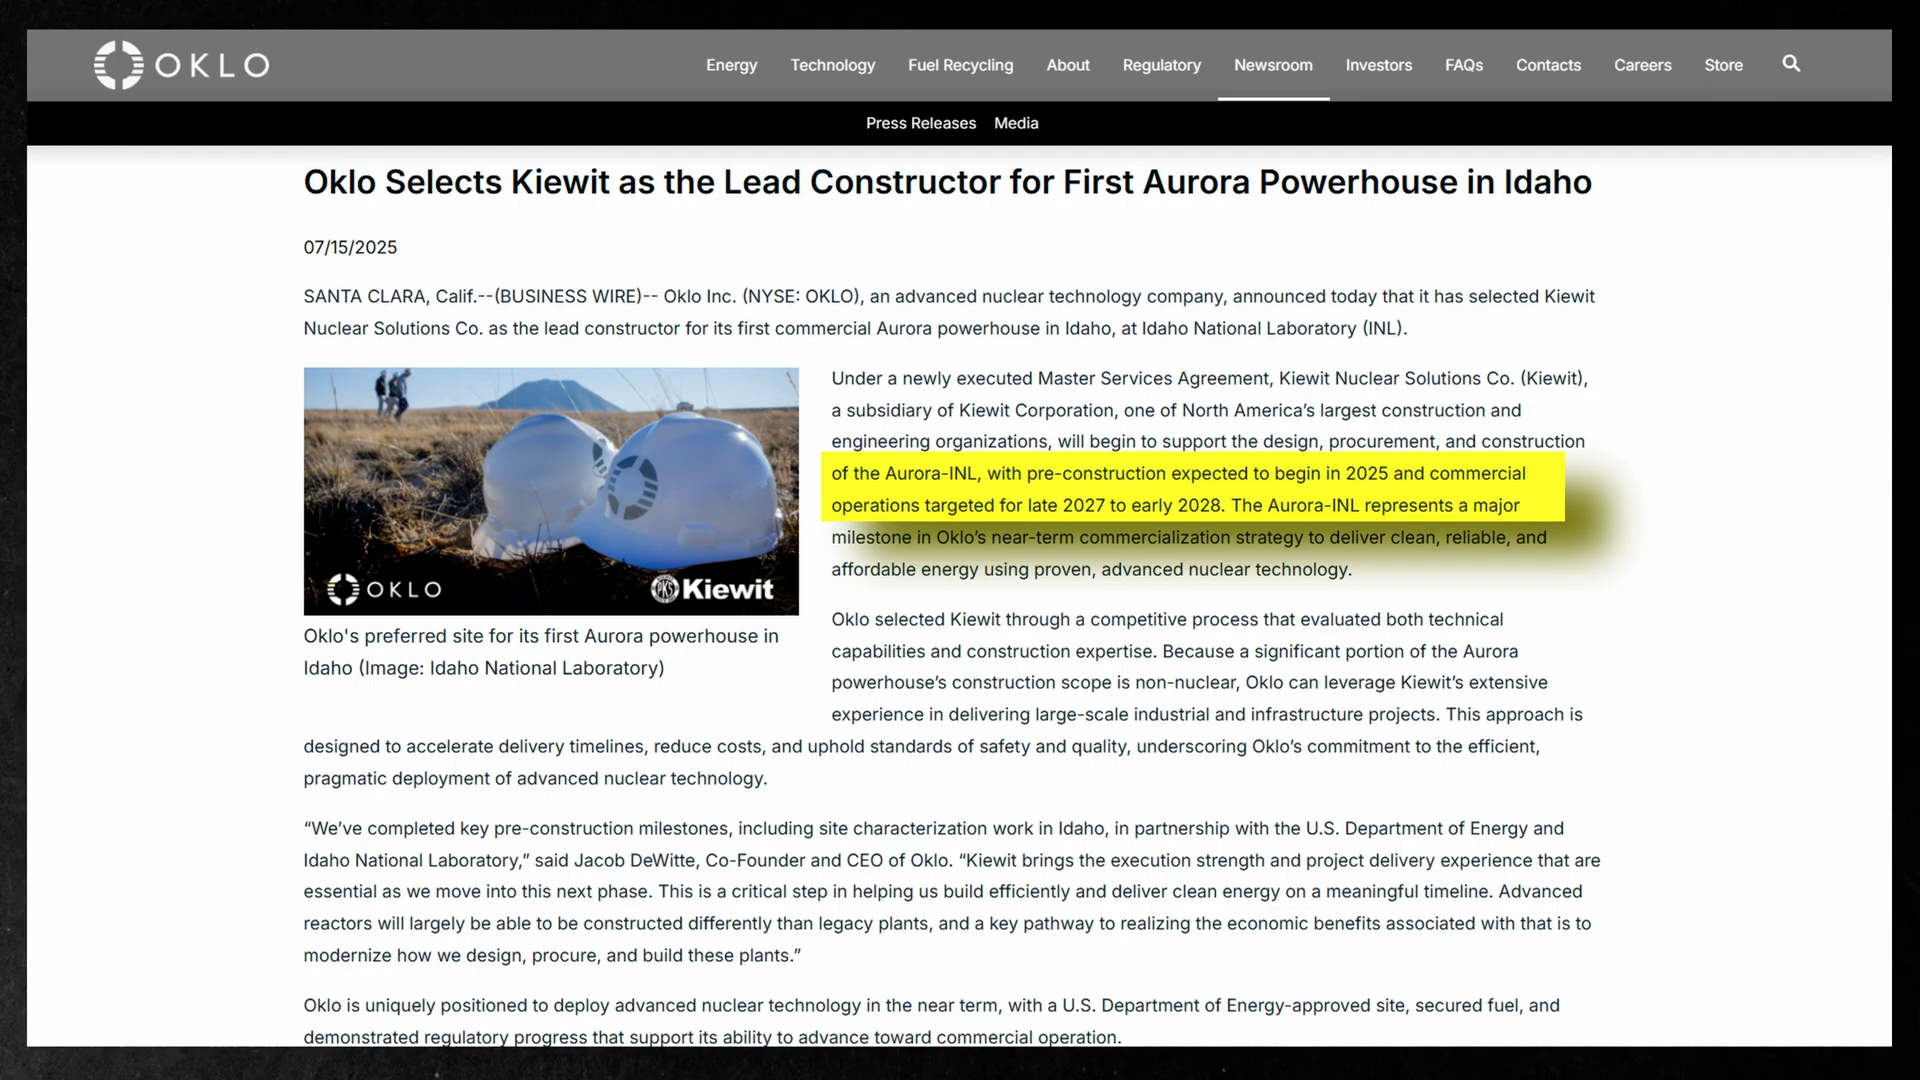 OKLO
Energy Technology Fuel Recycling About Regulatory Newsroom Investors FAQs Contacts Careers Store
Press Releases Media
Oklo Selects Kiewit as the Lead Constructor for First Aurora Powerhouse in Idaho
07/15/2025
SANTA CLARA, Calif.--(BUSINESS WIRE)-- Oklo Inc. (NYSE: OKLO), an advanced nuclear technology company, announced today that it has selected Kiewit
Nuclear Solutions Co. as the lead constructor for its first commercial Aurora powerhouse in Idaho, at Idaho National Laboratory (INL).
OKLO
PKS Kiewit
Oklo's preferred site for its first Aurora powerhouse in
Idaho (Image: Idaho National Laboratory)
Under a newly executed Master Services Agreement, Kiewit Nuclear Solutions Co. (Kiewit),
a subsidiary of Kiewit Corporation, one of North America’s largest construction and
engineering organizations, will begin to support the design, procurement, and construction
of the Aurora-INL, with pre-construction expected to begin in 2025 and commercial
operations targeted for late 2027 to early 2028. The Aurora-INL represents a major
milestone in Oklo’s near-term commercialization strategy to deliver clean, reliable, and
affordable energy using proven, advanced nuclear technology.
Oklo selected Kiewit through a competitive process that evaluated both technical
capabilities and construction expertise. Because a significant portion of the Aurora
powerhouse’s construction scope is non-nuclear, Oklo can leverage Kiewit’s extensive
experience in delivering large-scale industrial and infrastructure projects. This approach is
designed to accelerate delivery timelines, reduce costs, and uphold standards of safety and quality, underscoring Oklo’s commitment to the efficient,
pragmatic deployment of advanced nuclear technology.
“We’ve completed key pre-construction milestones, including site characterization work in Idaho, in partnership with the U.S. Department of Energy and
Idaho National Laboratory,” said Jacob DeWitte, Co-Founder and CEO of Oklo. “Kiewit brings the execution strength and project delivery experience that are
essential as we move into this next phase. This is a critical step in helping us build efficiently and deliver clean energy on a meaningful timeline. Advanced
reactors will largely be able to be constructed differently than legacy plants, and a key pathway to realizing the economic benefits associated with that is to
modernize how we design, procure, and build these plants.”
Oklo is uniquely positioned to deploy advanced nuclear technology in the near term, with a U.S. Department of Energy-approved site, secured fuel, and
demonstrated regulatory progress that support its ability to advance toward commercial operation.